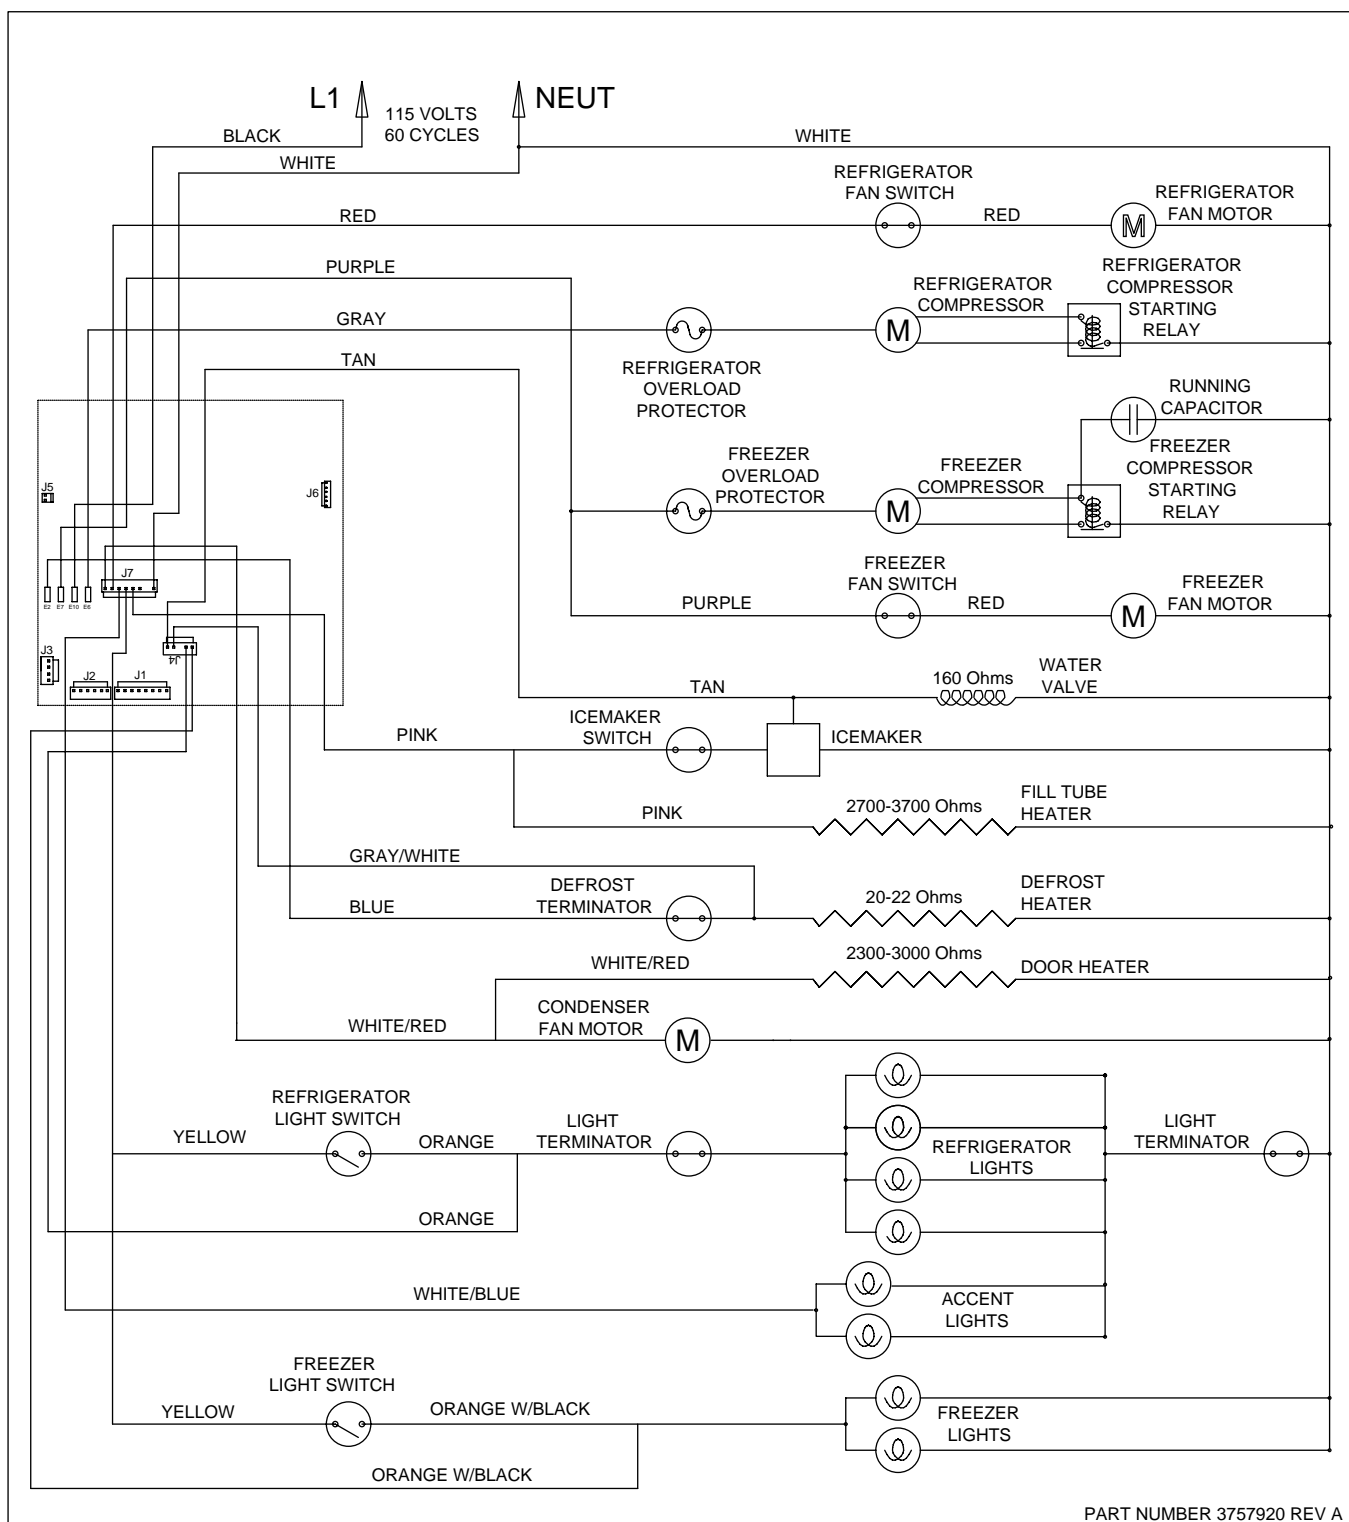 L1
115 VOLTS
60 CYCLES
NEUT
BLACK
WHITE
WHITE
REFRIGERATOR
FAN SWITCH
REFRIGERATOR
FAN MOTOR
RED
RED
M
PURPLE
REFRIGERATOR
COMPRESSOR
REFRIGERATOR
COMPRESSOR
STARTING
RELAY
GRAY
M
REFRIGERATOR
OVERLOAD
PROTECTOR
TAN
RUNNING
CAPACITOR
FREEZER
OVERLOAD
PROTECTOR
FREEZER
COMPRESSOR
FREEZER
COMPRESSOR
STARTING
RELAY
M
J5
J6
J7
E2
E7
E10
E6
J4
J3
J2
J1
FREEZER
FAN SWITCH
FREEZER
FAN MOTOR
PURPLE
RED
M
TAN
160 Ohms
WATER
VALVE
PINK
ICEMAKER
SWITCH
ICEMAKER
PINK
2700-3700 Ohms
FILL TUBE
HEATER
GRAY/WHITE
BLUE
DEFROST
TERMINATOR
20-22 Ohms
DEFROST
HEATER
WHITE/RED
2300-3000 Ohms
DOOR HEATER
WHITE/RED
CONDENSER
FAN MOTOR
M
REFRIGERATOR
LIGHT SWITCH
YELLOW
ORANGE
LIGHT
TERMINATOR
REFRIGERATOR
LIGHTS
LIGHT
TERMINATOR
ORANGE
WHITE/BLUE
ACCENT
LIGHTS
FREEZER
LIGHT SWITCH
YELLOW
ORANGE W/BLACK
FREEZER
LIGHTS
ORANGE W/BLACK
PART NUMBER 3757920 REV A